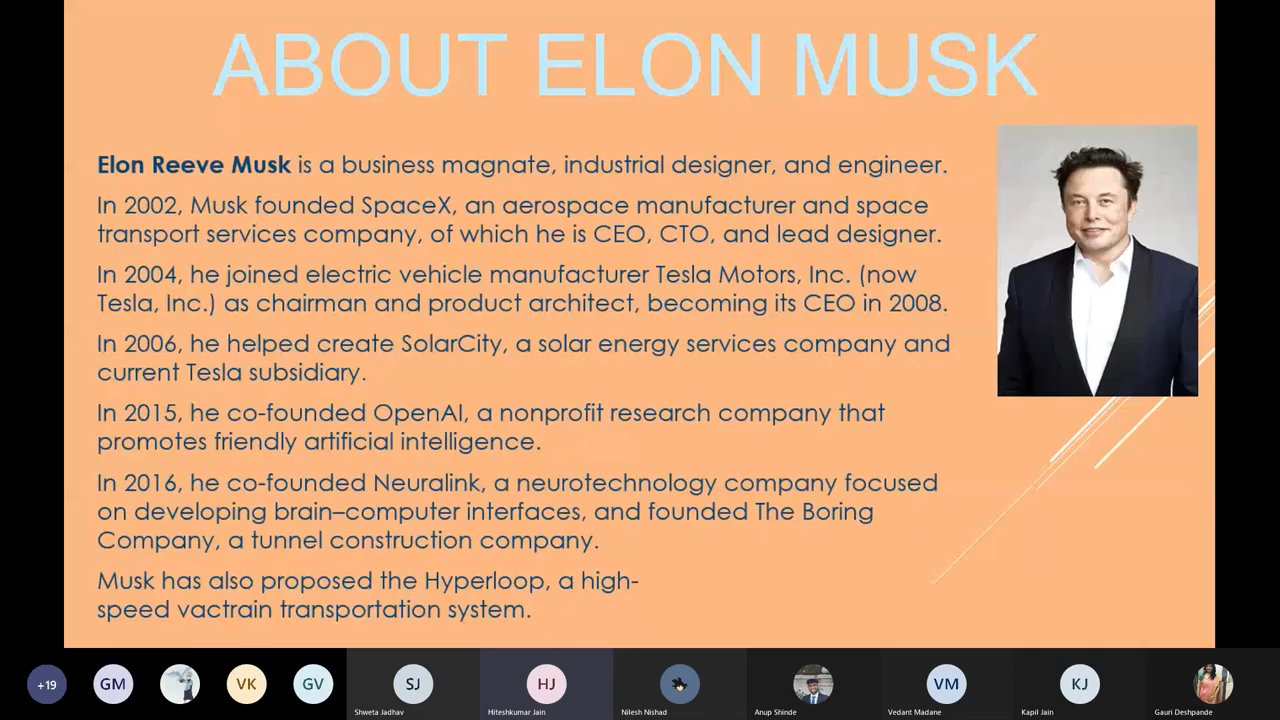 ABOUT ELON MUSK
Elon Reeve Musk is a business magnate, industrial designer, and engineer.
In 2002, Musk founded SpaceX, an aerospace manufacturer and space
transport services company, of which he is CEO, CTO, and lead designer.
In 2004, he joined electric vehicle manufacturer Tesla Motors, Inc. (now
Tesla, Inc.) as chairman and product architect, becoming its CEO in 2008.
In 2006, he helped create SolarCity, a solar energy services company and
current Tesla subsidiary.
In 2015, he co-founded OpenAI, a nonprofit research company that
promotes friendly artificial intelligence.
In 2016, he co-founded Neuralink, a neurotechnology company focused
on developing brain–computer interfaces, and founded The Boring
Company, a tunnel construction company.
Musk has also proposed the Hyperloop, a high-
speed vactrain transportation system.
+19 GM VK GV SJ HJ VM KJ
Shweta Jadhav Hiteshkumar Jain Nilesh Nishad Anup Shinde Vedant Madane Kapil Jain Gauri Deshpande